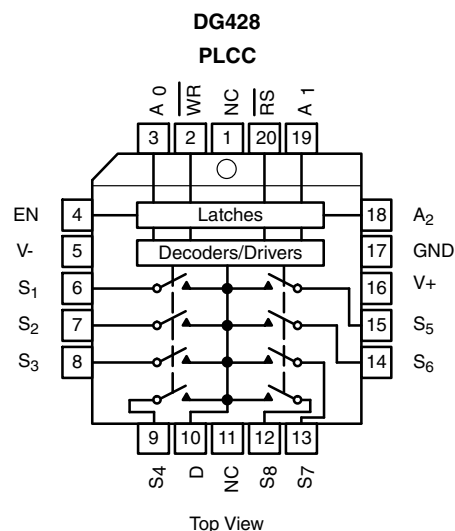 DG428
PLCC
A 0
WR
NC
RS
A 1
3
2
1
20
19
EN
4
Latches
18
A2
V-
5
Decoders/Drivers
17
GND
S1
6
16
V+
S2
7
15
S5
S3
8
14
S6
9
10
11
12
13
S4
D
NC
S8
S7
Top View